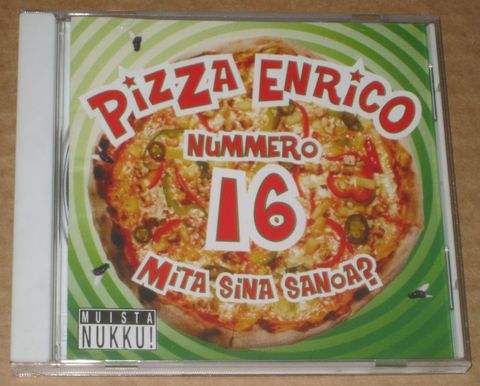 PIZZA ENRICO
NUMMERO
16
MITA SINA SANOA?
MUISTA
NUKKU!